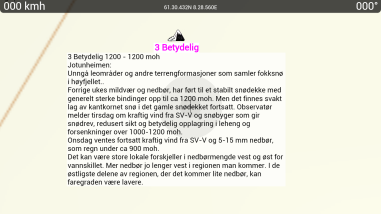 000 kmh
61.30.432N 8.28.560E
000°
3 Betydelig
3 Betydelig 1200 - 1200 moh
Jotunheimen:
Unngå leområder og andre terrengformasjoner som samler fokksnø
i høyfjellet..
Forrige ukes mildvær og nedbør, har ført til et stabilt snødekke med
generelt sterke bindinger opp til ca 1200 moh. Men det finnes svakt
lag av kantkornet snø i det gamle snødekket fortsatt. Observatør
melder tirsdag om kraftig vind fra SV-V og snøbyger som gir
snødrev, redusert sikt og betydelig opplagring i leheng og
forsenkninger over 1000-1200 moh.
Onsdag ventes fortsatt kraftig vind fra SV-V og 5-15 mm nedbør,
som regn under ca 900 moh.
Det kan være store lokale forskjeller i nedbørmengde vest og øst for
vannskillet. Mer nedbør jo lenger vest i regionen man kommer. I de
østligste delene av regionen, der det kommer lite nedbør, kan
faregraden være lavere.